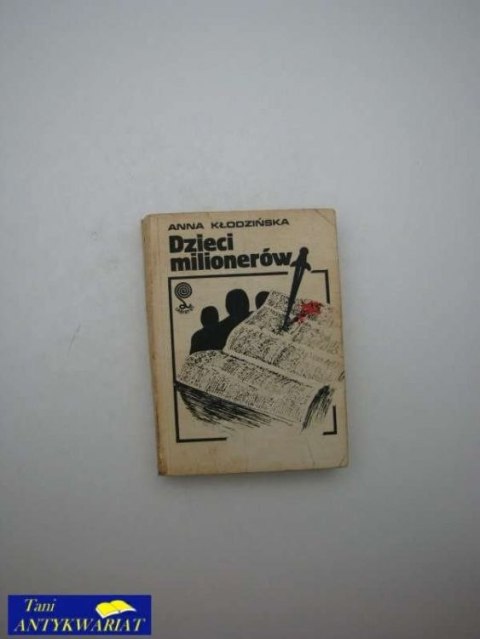 ANNA KŁODZIŃSKA
Dzieci
milionerów
Tani
ANTYKWARIAT